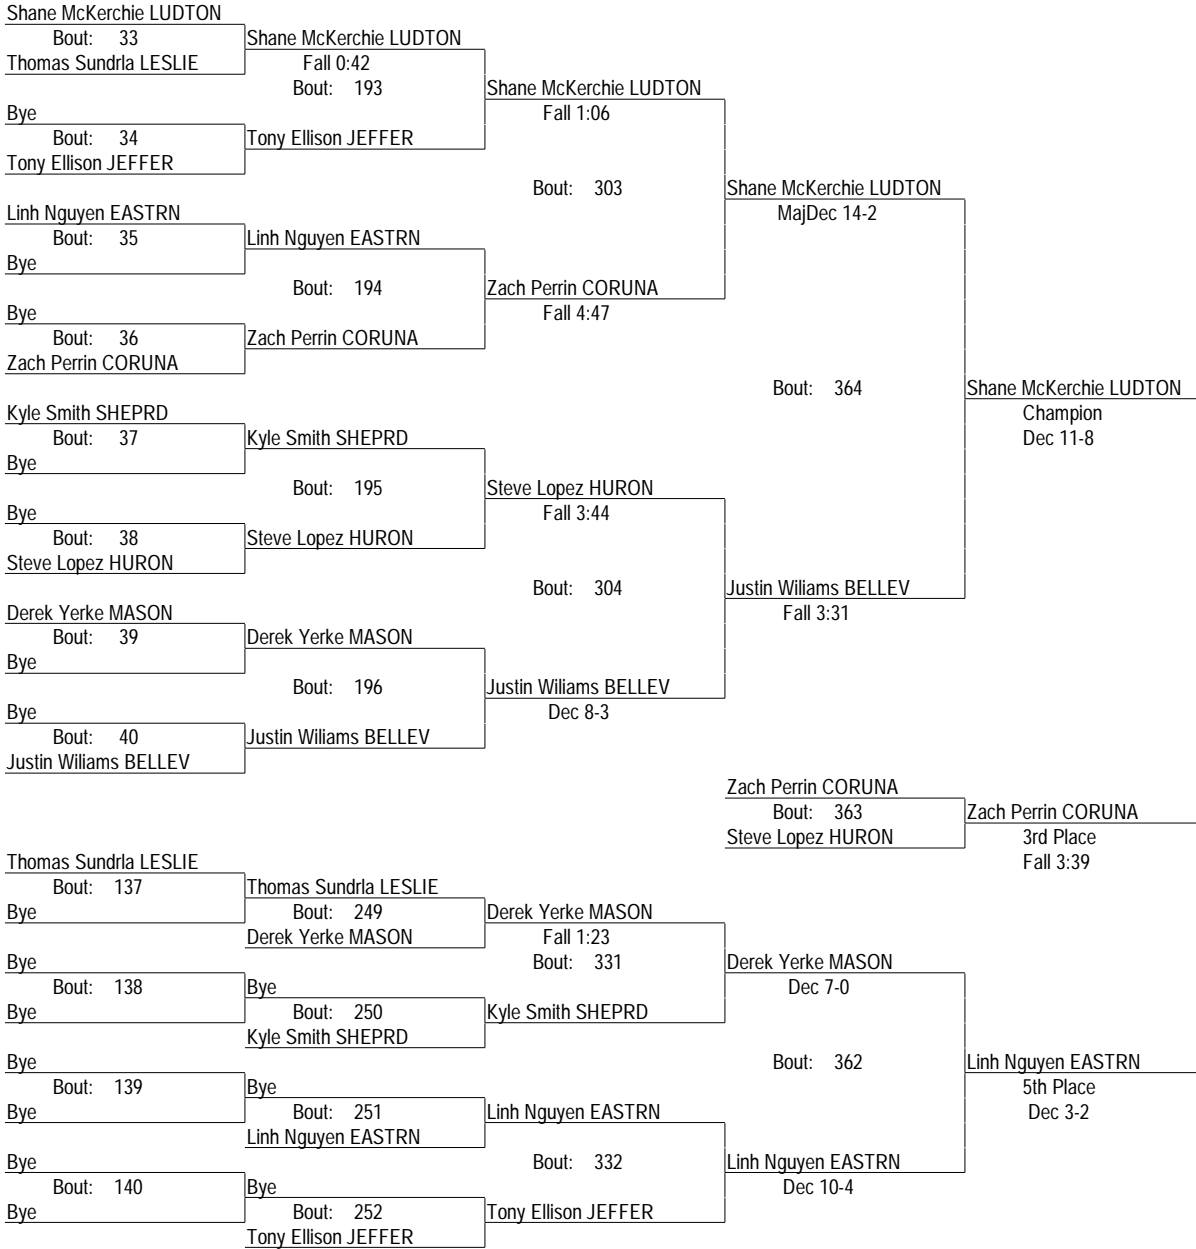 Shane McKerchie LUDTON
Bout: 33
Shane McKerchie LUDTON
Thomas Sundrla LESLIE
Fall 0:42
Bout: 193
Shane McKerchie LUDTON
Bye
Fall 1:06
Bout: 34
Tony Ellison JEFFER
Tony Ellison JEFFER
Bout: 303
Shane McKerchie LUDTON
Linh Nguyen EASTRN
MajDec 14-2
Bout: 35
Linh Nguyen EASTRN
Bye
Bout: 194
Zach Perrin CORUNA
Bye
Fall 4:47
Bout: 36
Zach Perrin CORUNA
Zach Perrin CORUNA
Bout: 364
Shane McKerchie LUDTON
Kyle Smith SHEPRD
Champion
Bout: 37
Kyle Smith SHEPRD
Dec 11-8
Bye
Bout: 195
Steve Lopez HURON
Bye
Fall 3:44
Bout: 38
Steve Lopez HURON
Steve Lopez HURON
Bout: 304
Justin Wiliams BELLEV
Derek Yerke MASON
Fall 3:31
Bout: 39
Derek Yerke MASON
Bye
Bout: 196
Justin Wiliams BELLEV
Bye
Dec 8-3
Bout: 40
Justin Wiliams BELLEV
Justin Wiliams BELLEV
Zach Perrin CORUNA
Bout: 363
Zach Perrin CORUNA
Steve Lopez HURON
3rd Place
Fall 3:39
Thomas Sundrla LESLIE
Bout: 137
Thomas Sundrla LESLIE
Bye
Bout: 249
Derek Yerke MASON
Derek Yerke MASON
Fall 1:23
Bye
Bout: 331
Derek Yerke MASON
Bout: 138
Bye
Dec 7-0
Bye
Bout: 250
Kyle Smith SHEPRD
Kyle Smith SHEPRD
Bye
Bout: 362
Linh Nguyen EASTRN
Bout: 139
Bye
5th Place
Bye
Bout: 251
Linh Nguyen EASTRN
Dec 3-2
Linh Nguyen EASTRN
Bye
Bout: 332
Linh Nguyen EASTRN
Bout: 140
Bye
Dec 10-4
Bye
Bout: 252
Tony Ellison JEFFER
Tony Ellison JEFFER